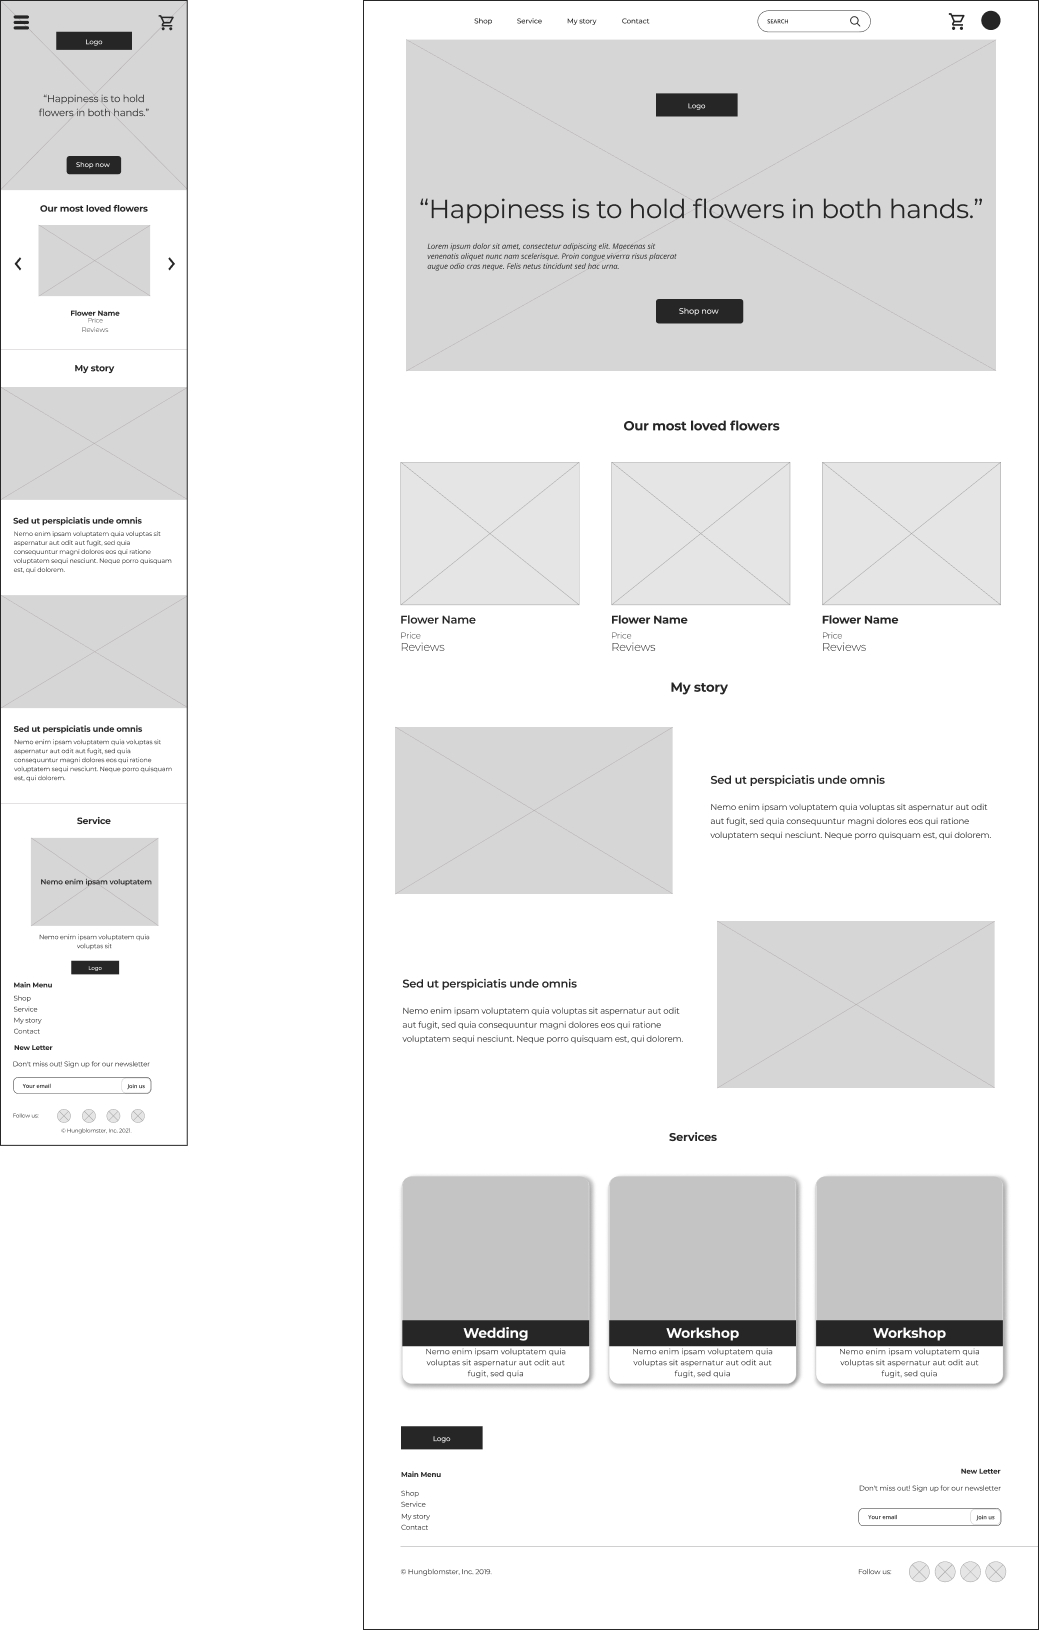 Logo
“Happiness is to hold
flowers in both hands.”
Shop now
Our most loved flowers
Flower Name
Price
Reviews
My story
Sed ut perspiciatis unde omnis
Nemo enim ipsam voluptatem quia voluptas sit
aspernatur aut odit aut fugit, sed quia
consequuntur magni dolores eos qui ratione
voluptatem sequi nesciunt. Neque porro quisquam
est, qui dolorem.
Sed ut perspiciatis unde omnis
Nemo enim ipsam voluptatem quia voluptas sit
aspernatur aut odit aut fugit, sed quia
consequuntur magni dolores eos qui ratione
voluptatem sequi nesciunt. Neque porro quisquam
est, qui dolorem.
Service
Nemo enim ipsam voluptatem
Nemo enim ipsam voluptatem quia
voluptas sit
Logo
Main Menu
Shop
Service
My story
Contact
New Letter
Don't miss out! Sign up for our newsletter
Your email
Join us
Follow us:
© Hungblomster, Inc. 2021.
Shop
Service
My story
Contact
SEARCH
Logo
“Happiness is to hold flowers in both hands.”
Lorem ipsum dolor sit amet, consectetur adipiscing elit. Maecenas sit
venenatis aliquet nunc nam scelerisque. Proin congue viverra risus placerat
augue odio cras neque. Felis netus tincidunt sed hac urna.
Shop now
Our most loved flowers
Flower Name
Price
Reviews
Flower Name
Price
Reviews
Flower Name
Price
Reviews
My story
Sed ut perspiciatis unde omnis
Nemo enim ipsam voluptatem quia voluptas sit aspernatur aut odit
aut fugit, sed quia consequuntur magni dolores eos qui ratione
voluptatem sequi nesciunt. Neque porro quisquam est, qui dolorem.
Sed ut perspiciatis unde omnis
Nemo enim ipsam voluptatem quia voluptas sit aspernatur aut odit
aut fugit, sed quia consequuntur magni dolores eos qui ratione
voluptatem sequi nesciunt. Neque porro quisquam est, qui dolorem.
Services
Wedding
Nemo enim ipsam voluptatem quia
voluptas sit aspernatur aut odit aut
fugit, sed quia
Workshop
Nemo enim ipsam voluptatem quia
voluptas sit aspernatur aut odit aut
fugit, sed quia
Workshop
Nemo enim ipsam voluptatem quia
voluptas sit aspernatur aut odit aut
fugit, sed quia
Logo
Main Menu
Shop
Service
My story
Contact
New Letter
Don't miss out! Sign up for our newsletter
Your email
Join us
© Hungblomster, Inc. 2019.
Follow us: